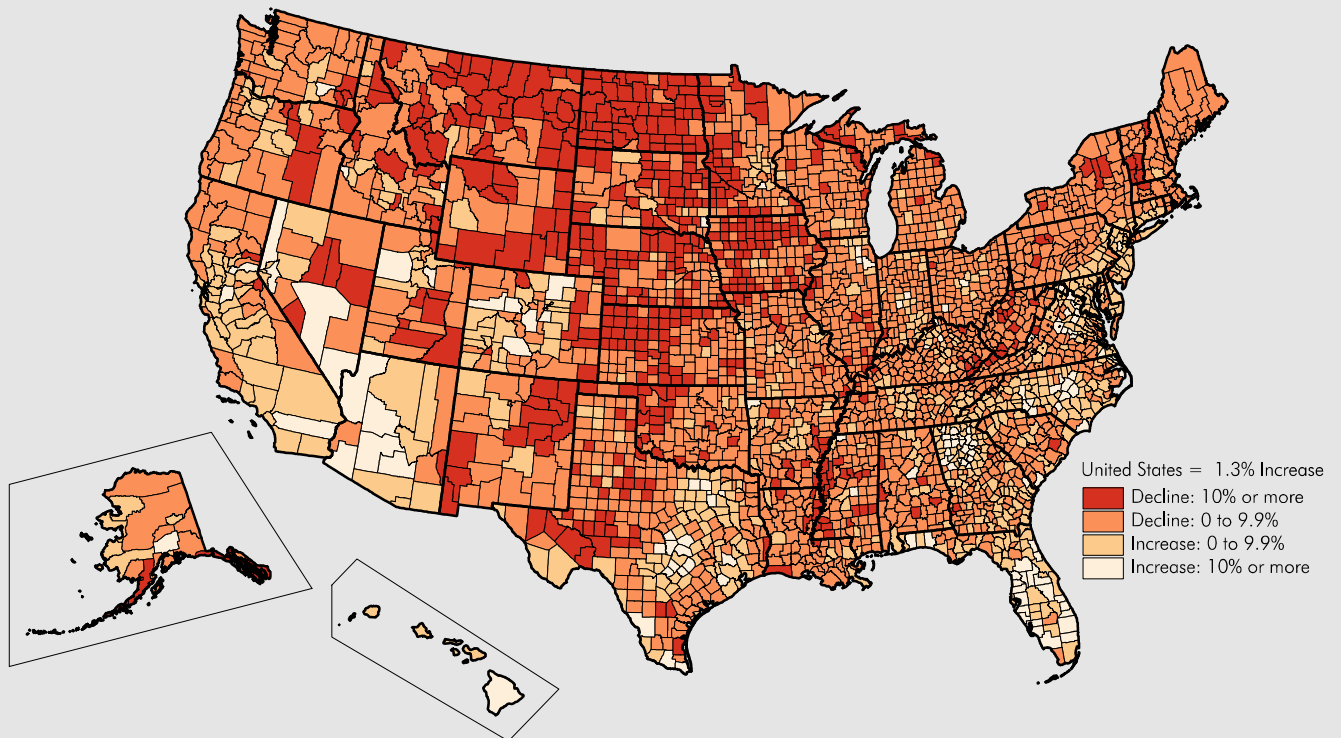 United States = 1.3% Increase
Decline: 10% or more
Decline: 0 to 9.9%
Increase: 0 to 9.9%
Increase: 10% or more